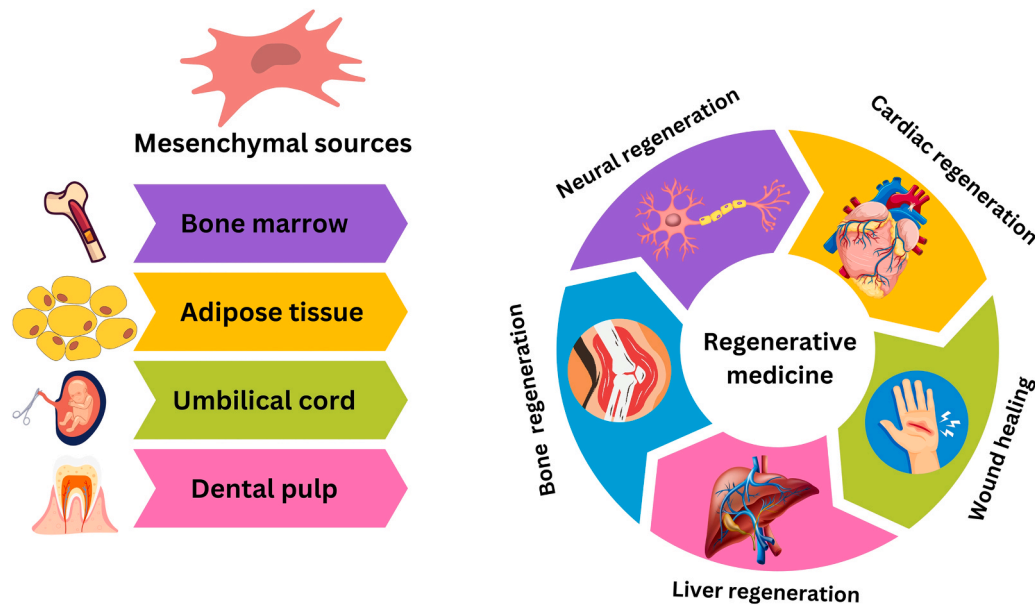 Mesenchymal sources
Bone marrow
Adipose tissue
Umbilical cord
Dental pulp
Neural regeneration
Cardiac regeneration
Bone regeneration
Regenerative
medicine
Wound healing
Liver regeneration